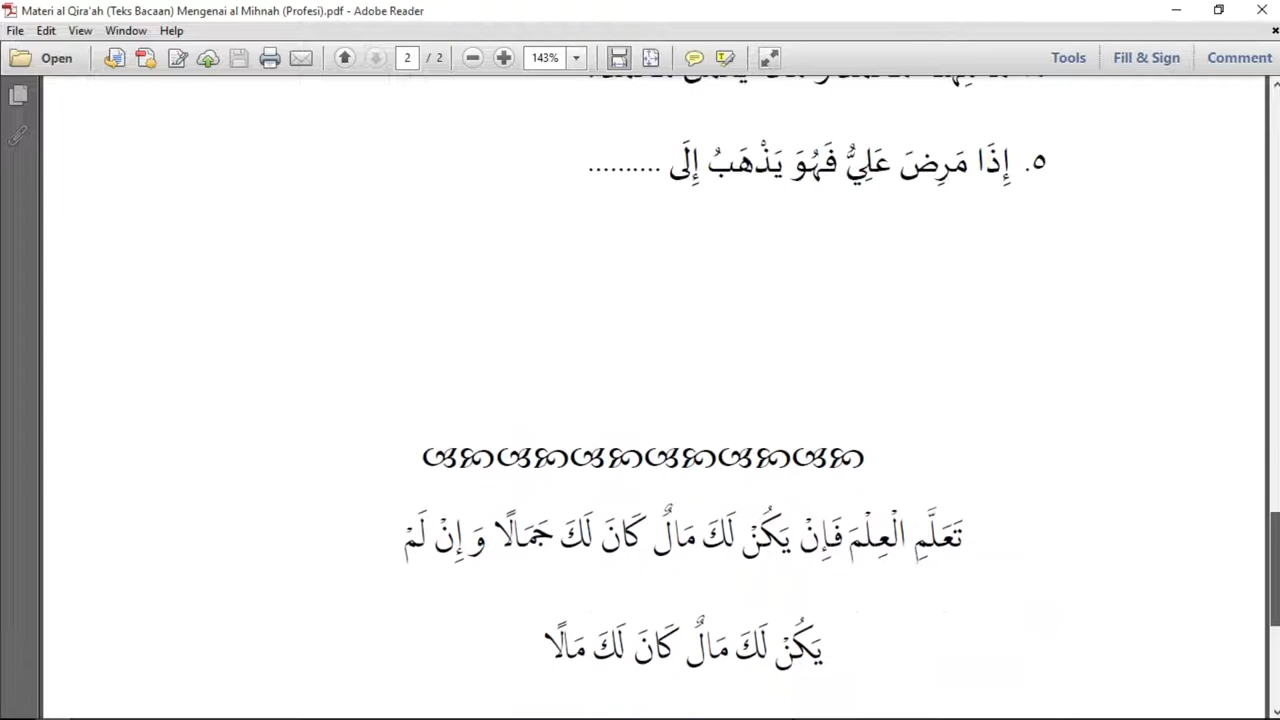 Materi al Qira'ah (Teks Bacaan) Mengenai al Mihnah (Profesi).pdf - Adobe Reader
File Edit View Window Help
Open 2 / 2 143% Tools Fill & Sign Comment
٥. إِذَا مَرِضَ عَلِيٌّ فَهُوَ يَذْهَبُ إِلَى ..........
تَعَلَّمِ الْعِلْمَ فَإِنْ يَكُنْ لَكَ مَالٌ كَانَ لَكَ جَمَالًا وَ إِنْ لَمْ
يَكُنْ لَكَ مَالٌ كَانَ لَكَ مَالًا